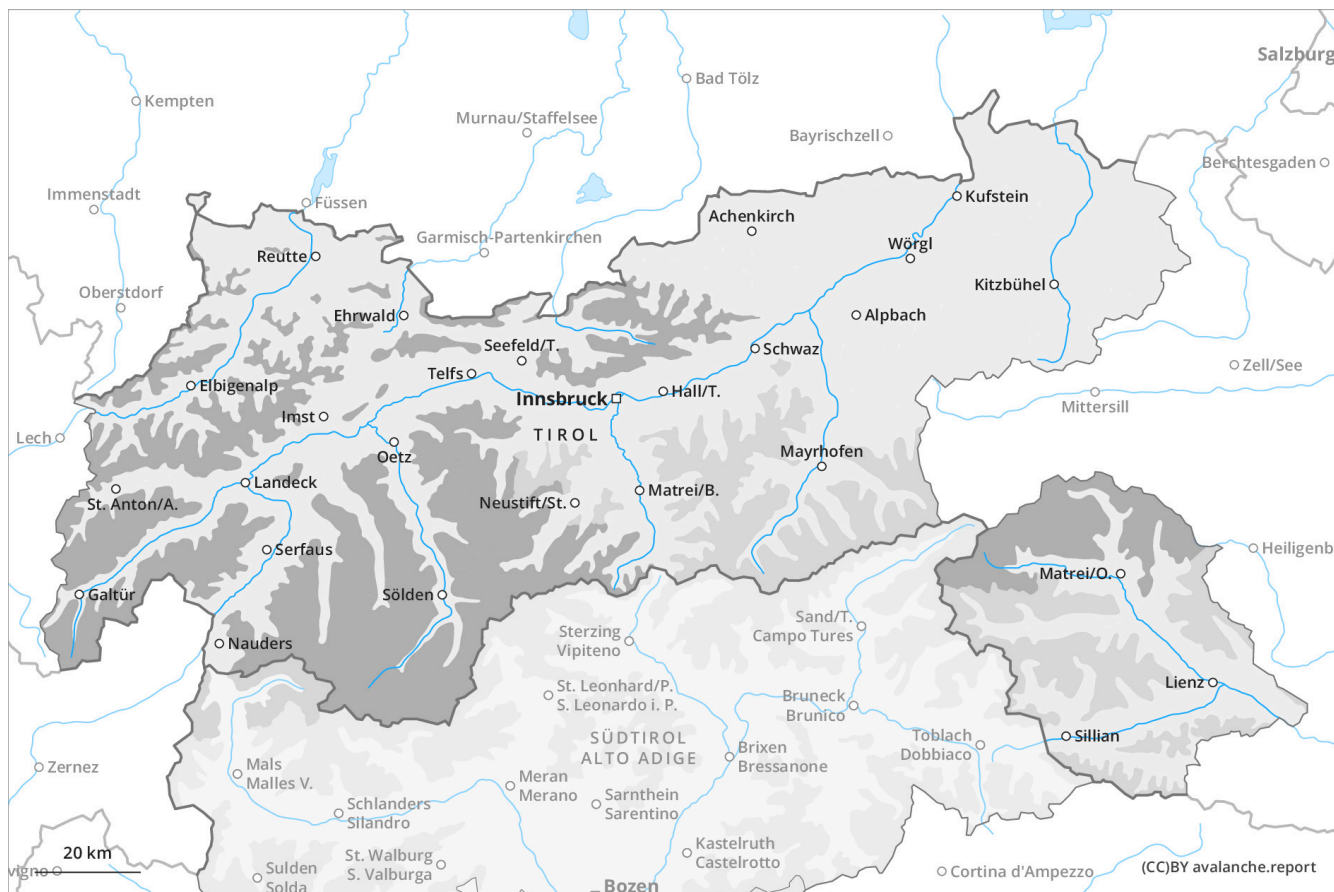 Salzburg
Bad Tölz
Kempten
Murnau/Staffelsee
Bayrischzell
Berchtesgaden
Immenstadt
Füssen
Kufstein
Achenkirch
Garmisch-Partenkirchen
Wörgl
Reutte
Kitzbühel
Oberstdorf
Ehrwald
Alpbach
Seefeld/T.
Schwaz
Zell/See
Telfs
Elbigenalp
Hall/T.
Innsbruck
Mittersill
Imst
Lech
TIROL
Oetz
Mayrhofen
Landeck
Matrei/B.
St. Anton/A.
Neustift/St.
Serfaus
Heiligenb
Matrei/O.
Galtür
Sölden
Sand/T.
Campo Tures
Sterzing
Vipiteno
Nauders
Lienz
St. Leonhard/P.
S. Leonardo i. P.
Bruneck
Brunico
Toblach
Dobbiaco
Sillian
SÜDTIROL
ALTO ADIGE
Brixen
Bressanone
Zernez
Mals
Malles V.
Meran
Merano
Sarnthein
Sarentino
Schlanders
Silandro
Kastelruth
Castelrotto
20 km
vigno
St. Walburg
S. Valburga
Sulden
Solda
Cortina d'Ampezzo
(CC)BY avalanche.report
Bozen